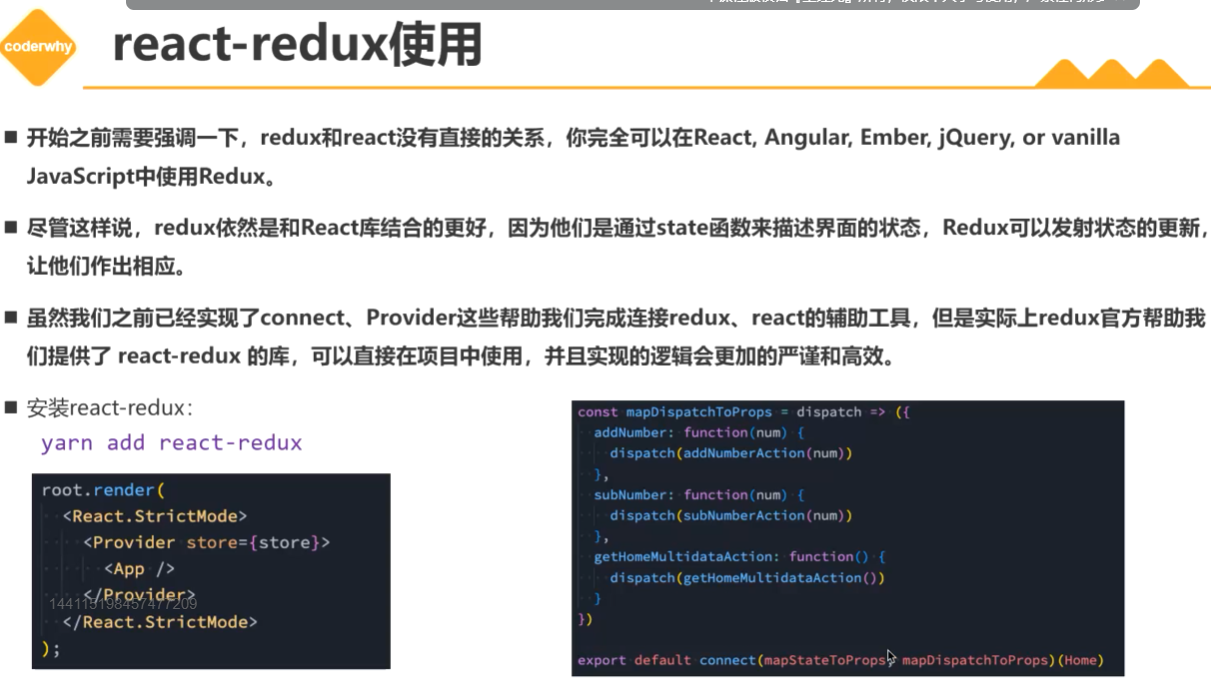 coderwhy
react-redux使用
■ 开始之前需要强调一下，redux和react没有直接的关系，你完全可以在React, Angular, Ember, jQuery, or vanilla
JavaScript中使用Redux。
■ 尽管这样说，redux依然是和React库结合的更好，因为他们是通过state函数来描述界面的状态，Redux可以发射状态的更新，
让他们作出相应。
■ 虽然我们之前已经实现了connect、Provider这些帮助我们完成连接redux、react的辅助工具，但是实际上redux官方帮助我
们提供了 react-redux 的库，可以直接在项目中使用，并且实现的逻辑会更加的严谨和高效。
■ 安装react-redux：
yarn add react-redux
root.render(
<React.StrictMode>
<Provider store={store}>
<App />
</Provider>
144115198457477209
</React.StrictMode>
);
const mapDispatchToProps = dispatch => ({
addNumber: function(num) {
dispatch(addNumberAction(num))
},
subNumber: function(num) {
dispatch(subNumberAction(num))
},
getHomeMultidataAction: function() {
dispatch(getHomeMultidataAction())
}
})
export default connect(mapStateToProps, mapDispatchToProps)(Home)